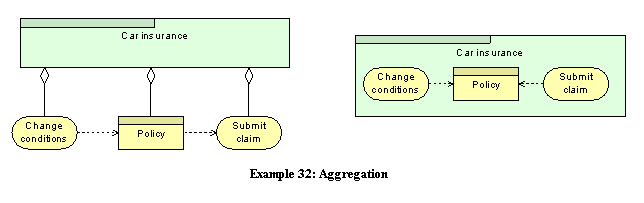 Car insurance
Change
conditions
Policy
Submit
claim
Car insurance
Change
conditions
Policy
Submit
claim
Example 32: Aggregation